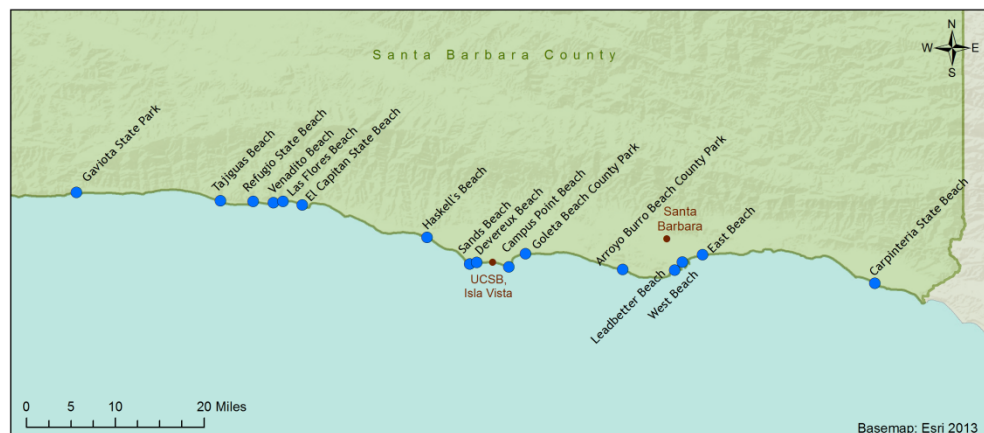 N
W E
S
Santa Barbara County
Gaviota State Park
Tajiguas Beach
Refugio State Beach
Venadito Beach
Las Flores Beach
El Capitan State Beach
Haskell's Beach
Sands Beach
Devereux Beach
Campus Point Beach
Goleta Beach County Park
Arroyo Burro Beach County Park
Santa
Barbara
East Beach
Carpinteria State Beach
UCSB,
Isla Vista
Leadbetter Beach
West Beach
0 5 10 20 Miles
Basemap: Esri 2013